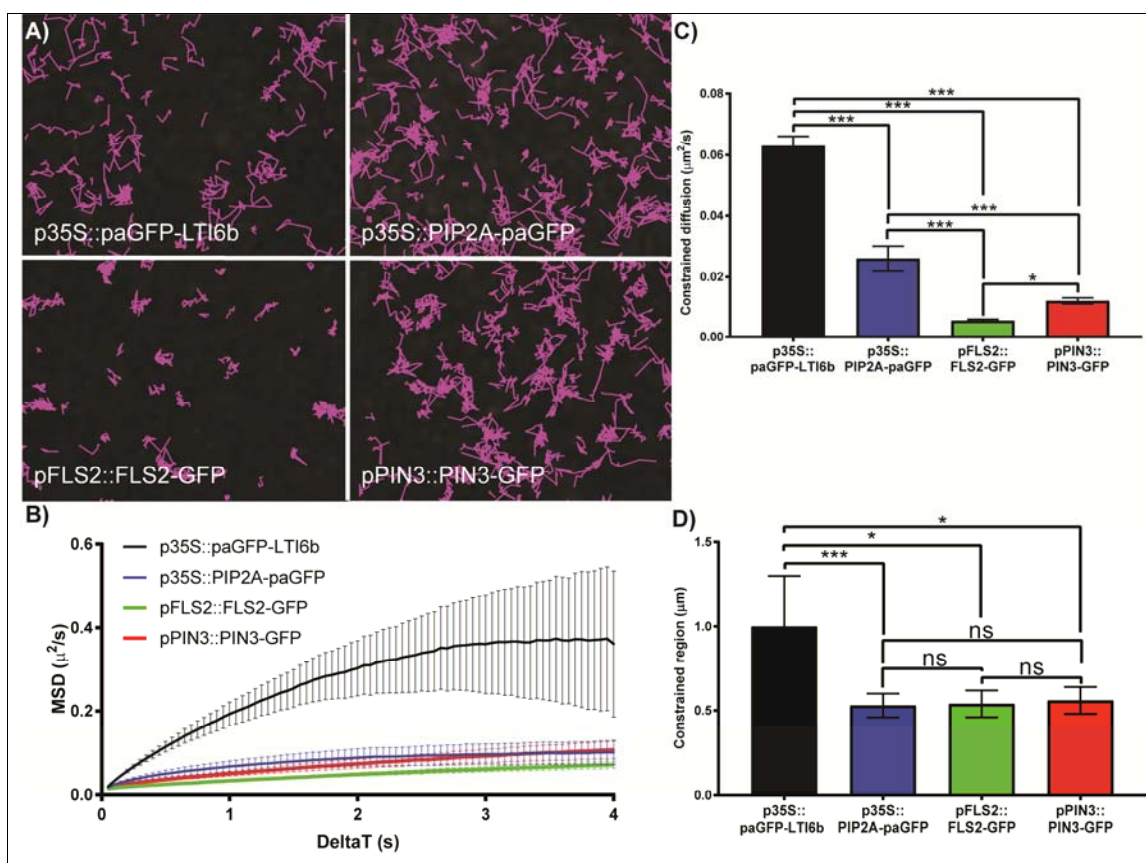 A)
p35S::paGFP-LTI6b
p35S::PIP2A-paGFP
pFLS2::FLS2-GFP
pPIN3::PIN3-GFP
B)
MSD (μ²/s)
0.6
0.4
0.2
0.0
p35S::paGFP-LTI6b
p35S::PIP2A-paGFP
pFLS2::FLS2-GFP
pPIN3::PIN3-GFP
0
1
2
3
4
DeltaT (s)
C)
Constrained diffusion (μm²/s)
0.08
0.06
0.04
0.02
0.00
***
***
***
***
***
*
p35S::
paGFP-LTI6b
p35S::
PIP2A-paGFP
pFLS2::
FLS2-GFP
pPIN3::
PIN3-GFP
D)
Constrained region (μm)
1.5
1.0
0.5
0.0
*
*
***
ns
ns
ns
p35S::
paGFP-LTI6b
p35S::
PIP2A-paGFP
pFLS2::
FLS2-GFP
pPIN3::
PIN3-GFP